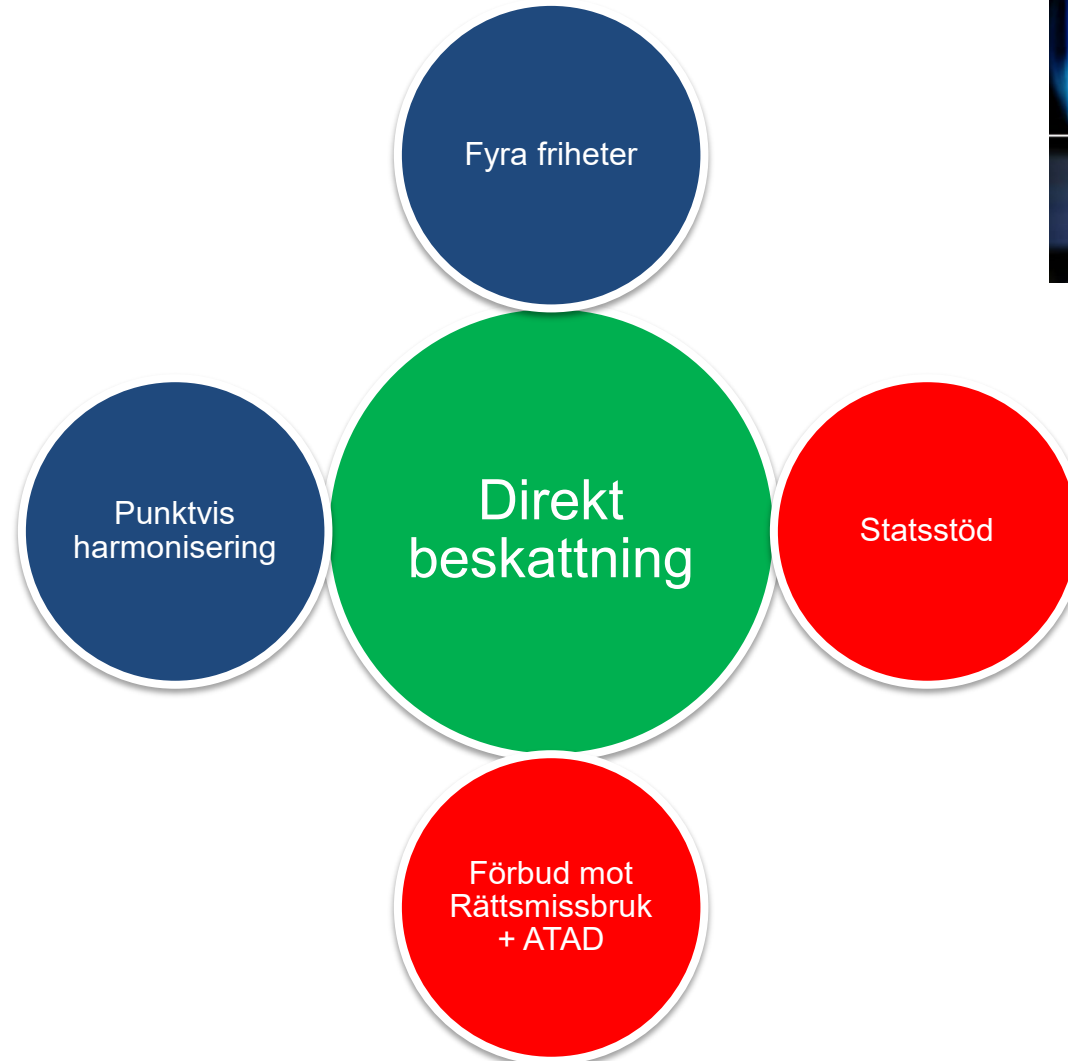 Fyra friheter
Punktvis
harmonisering
Direkt
beskattning
Statsstöd
Förbud mot
Rättsmissbruk
+ ATAD